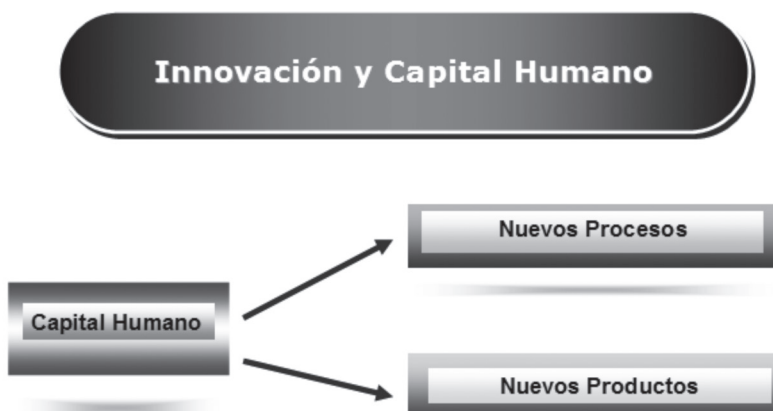 Innovación y Capital Humano
Nuevos Procesos
Capital Humano
Nuevos Productos